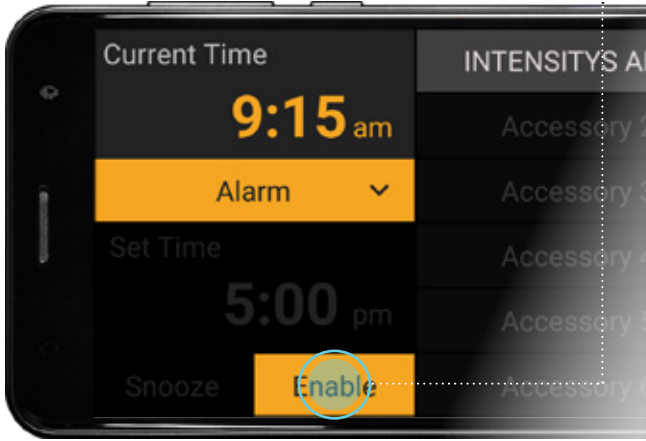 Current Time
9:15 am
Alarm
Set Time
5:00 pm
Snooze
Enable
INTENSITYS A
Accessory 2
Accessory 3
Accessory 4
Accessory 5
Accessory 6